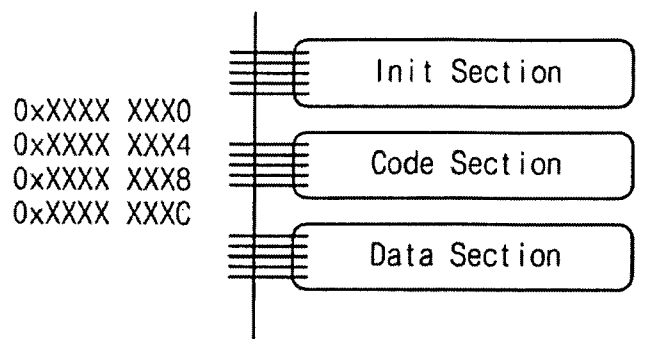 Init Section
0xXXXX XXX0
0xXXXX XXX4
0xXXXX XXX8
0xXXXX XXXC
Code Section
Data Section